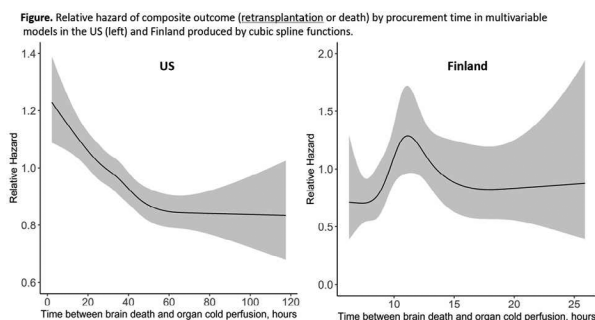 Figure. Relative hazard of composite outcome (retransplantation or death) by procurement time in multivariable
models in the US (left) and Finland produced by cubic spline functions.
US
1.4
1.2
1.0
0.8
0.6
Relative Hazard
0 20 40 60 80 100 120
Time between brain death and organ cold perfusion, hours
Finland
2.0
1.5
1.0
0.5
0.0
Relative Hazard
10 15 20 25
Time between brain death and organ cold perfusion, hours